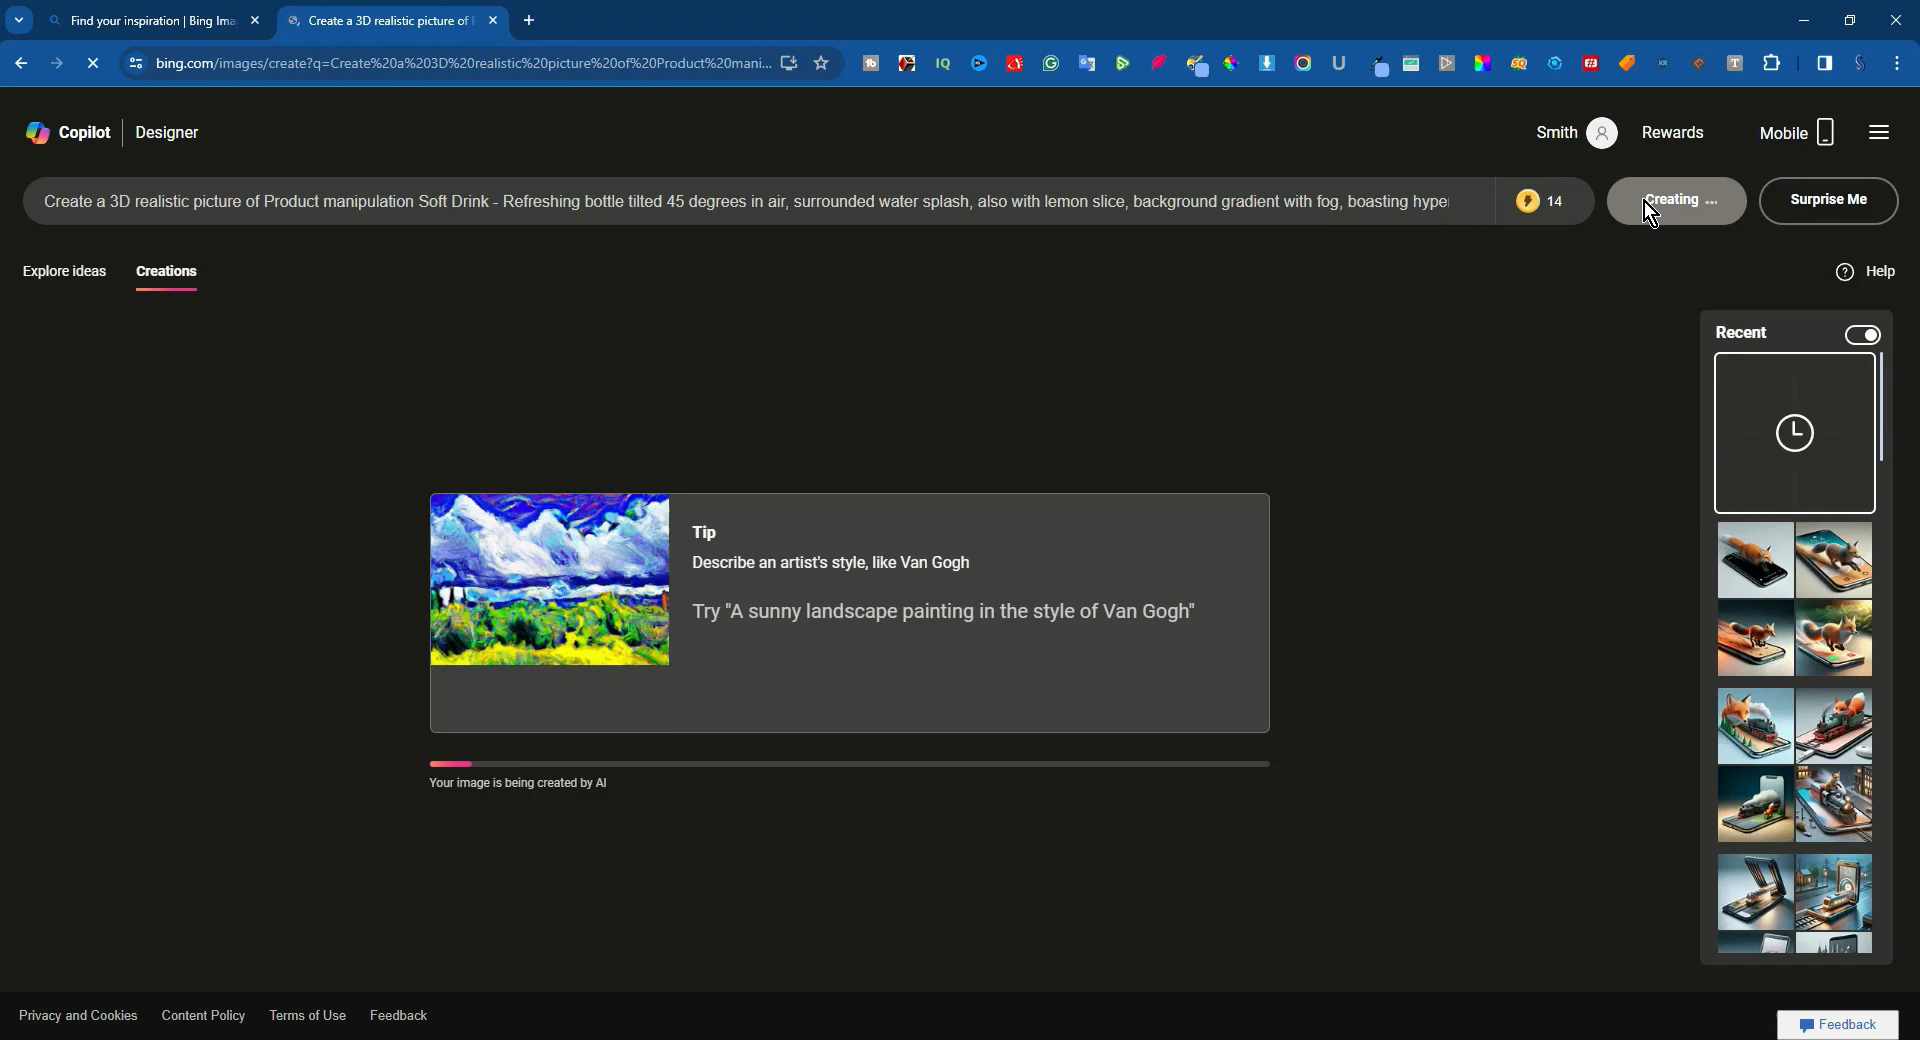 Find your inspiration | Bing Ima
Create a 3D realistic picture of
bing.com/images/create?q=Create%20a%203D%20realistic%20picture%20of%20Product%20mani...
Copilot
Designer
Smith
Rewards
Mobile
Create a 3D realistic picture of Product manipulation Soft Drink - Refreshing bottle tilted 45 degrees in air, surrounded water splash, also with lemon slice, background gradient with fog, boasting hyper
14
Creating ...
Surprise Me
Explore ideas
Creations
Help
Recent
Tip
Describe an artist's style, like Van Gogh
Try "A sunny landscape painting in the style of Van Gogh"
Your image is being created by AI
Privacy and Cookies
Content Policy
Terms of Use
Feedback
Feedback